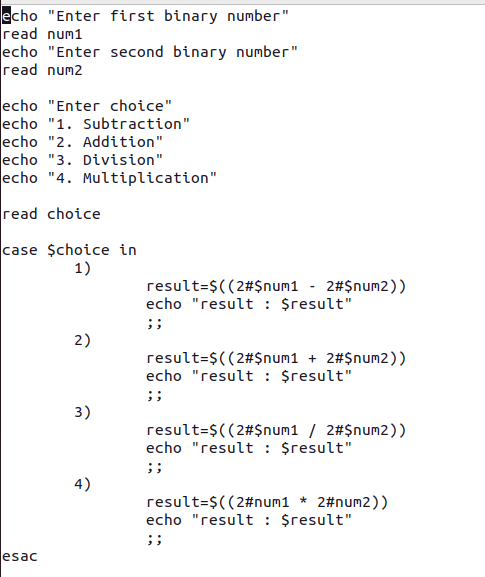 echo "Enter first binary number"
read num1
echo "Enter second binary number"
read num2

echo "Enter choice"
echo "1. Subtraction"
echo "2. Addition"
echo "3. Division"
echo "4. Multiplication"

read choice

case $choice in
        1)
                result=$((2#$num1 - 2#$num2))
                echo "result : $result"
                ;;
        2)
                result=$((2#$num1 + 2#$num2))
                echo "result : $result"
                ;;
        3)
                result=$((2#$num1 / 2#$num2))
                echo "result : $result"
                ;;
        4)
                result=$((2#num1 * 2#num2))
                echo "result : $result"
                ;;
esac